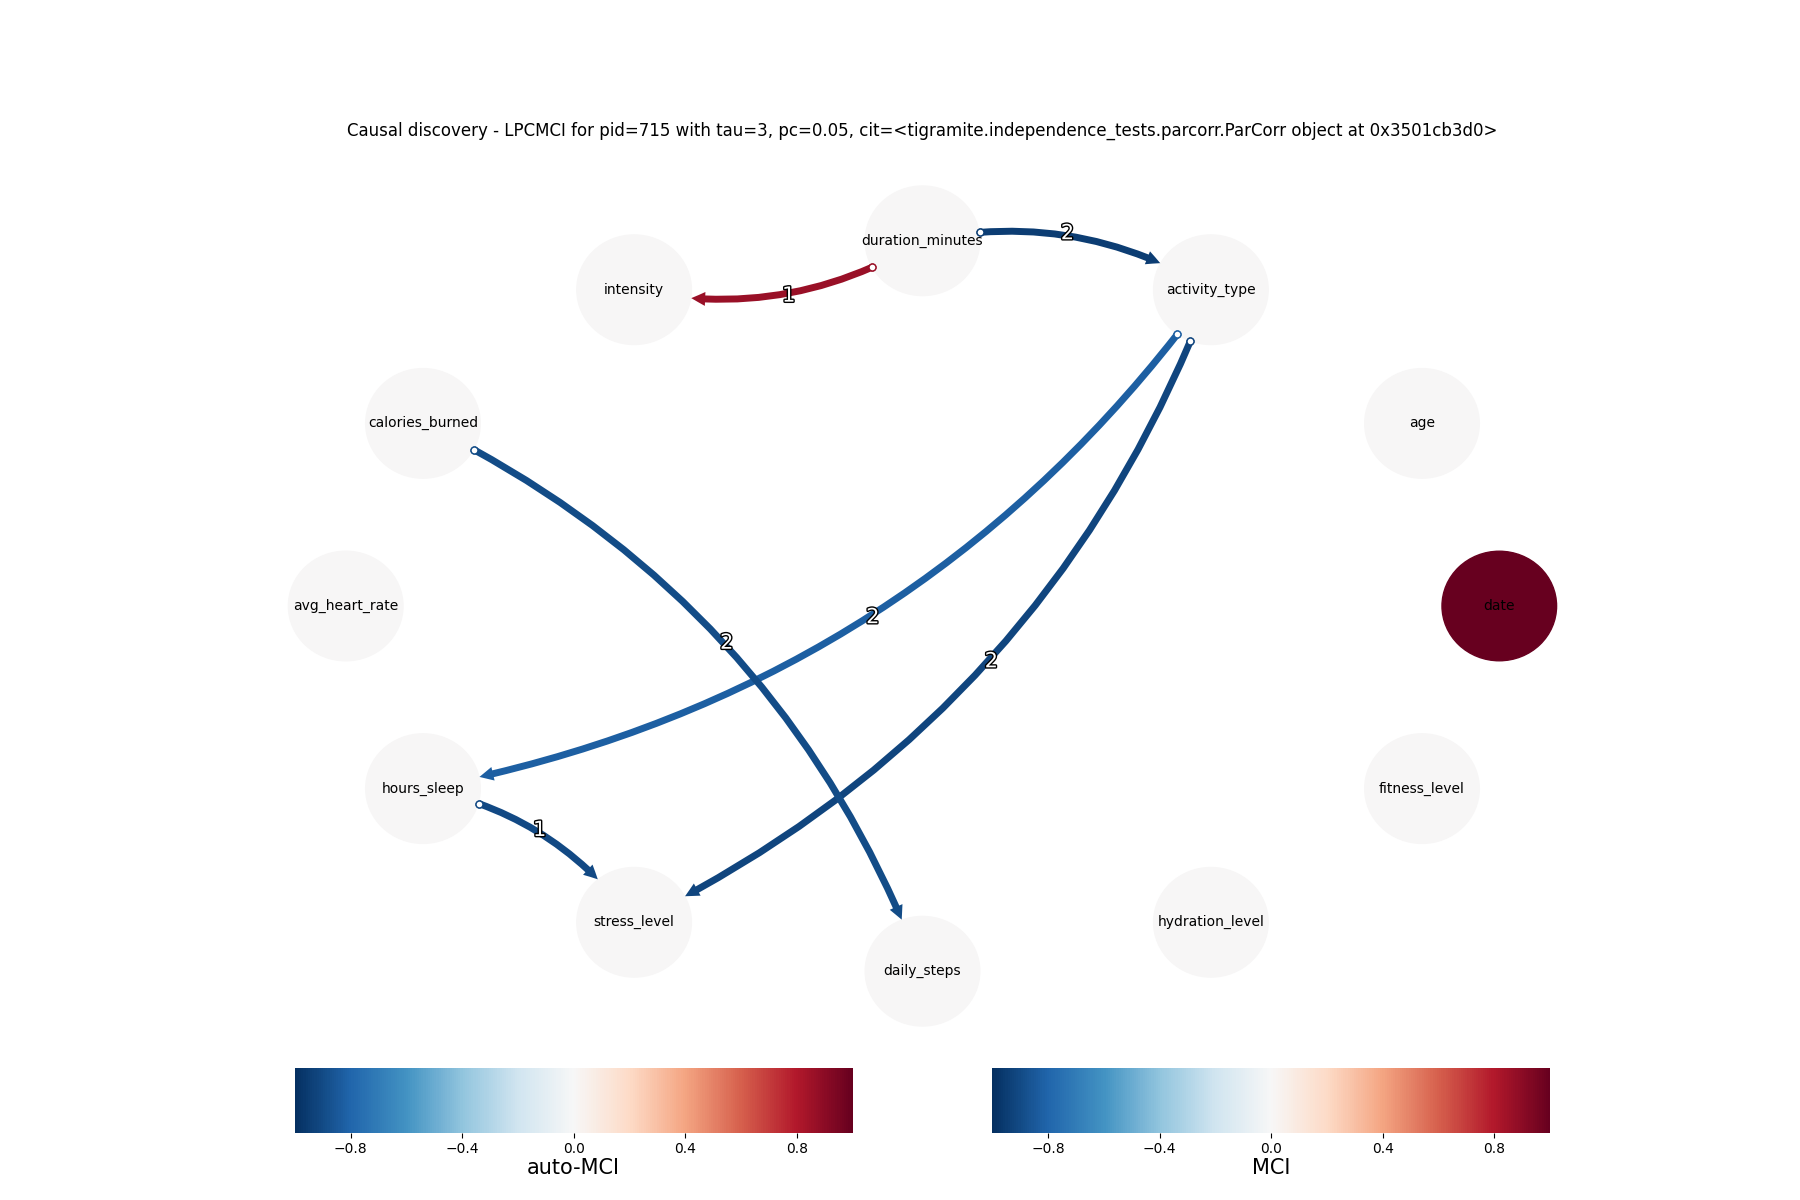 Causal discovery - LPCMCI for pid=715 with tau=3, pc=0.05, cit=<tigramite.independence_tests.parcorr.ParCorr object at 0x3501cb3d0>
duration_minutes
2
intensity
1
activity_type
calories_burned
age
avg_heart_rate
date
2
2
2
hours_sleep
fitness_level
1
stress_level
hydration_level
daily_steps
−0.8 −0.4 0.0 0.4 0.8
auto-MCI
−0.8 −0.4 0.0 0.4 0.8
MCI